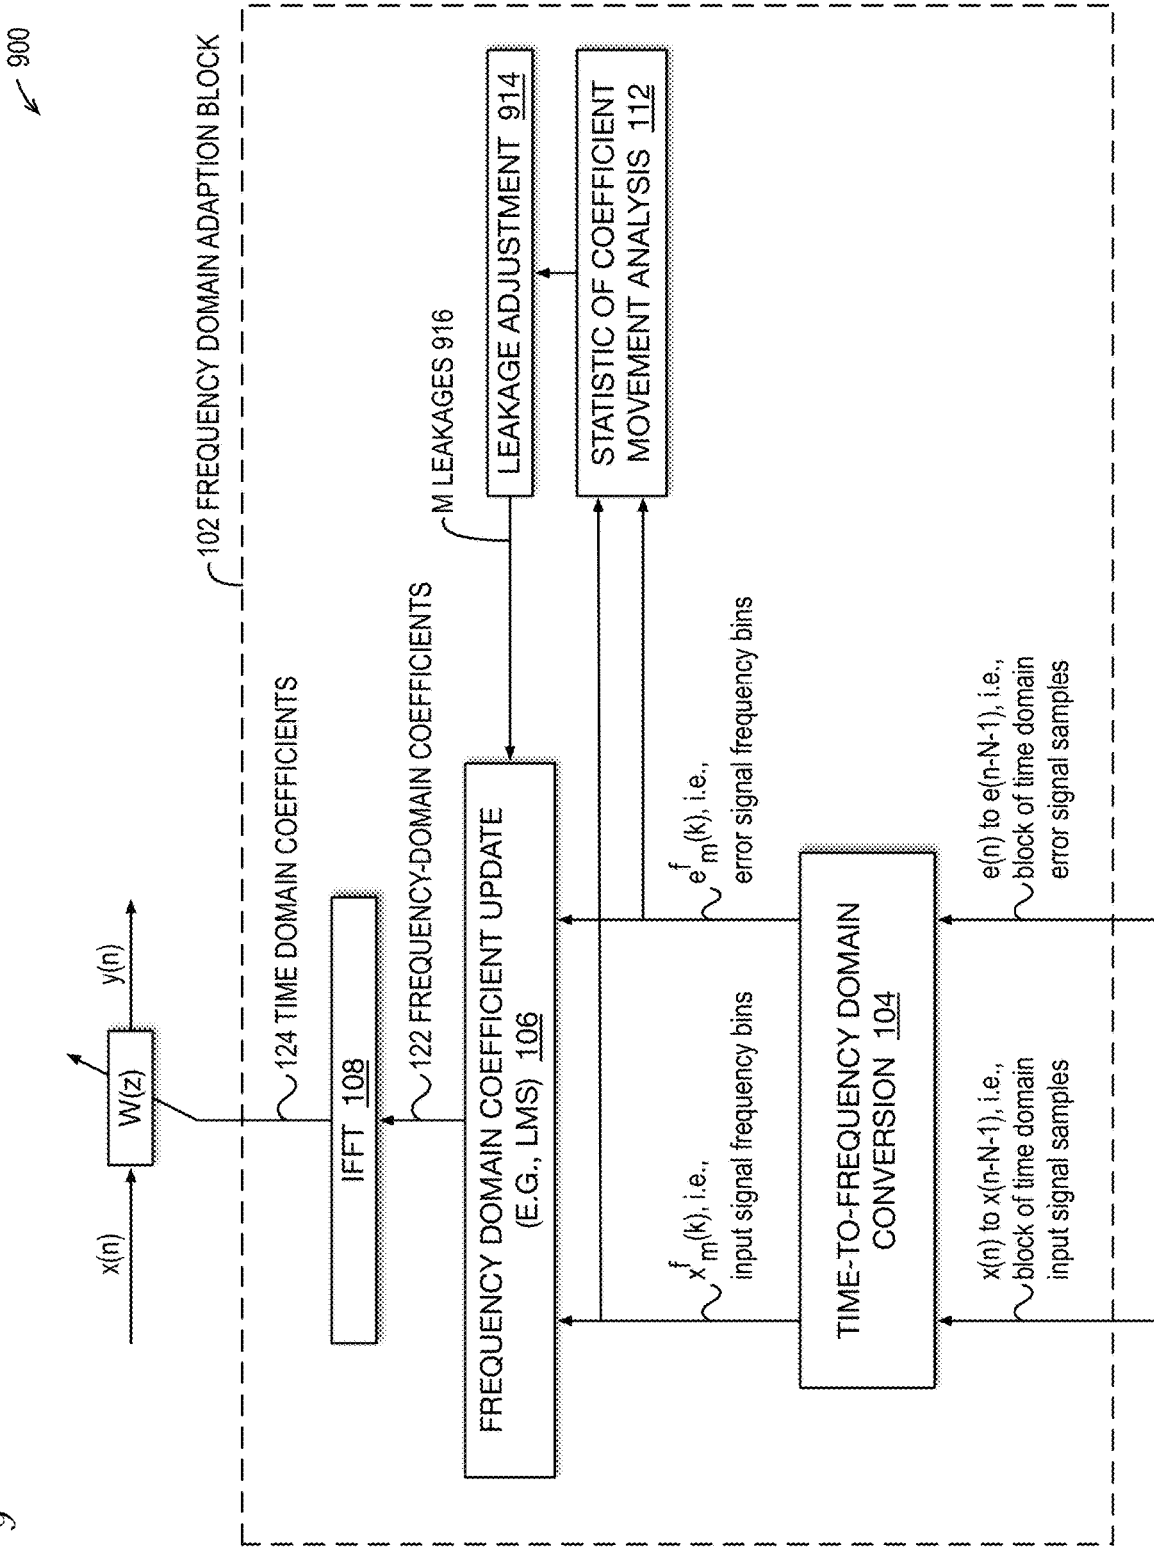 9
900
102 FREQUENCY DOMAIN ADAPTION BLOCK
x(n)
W(z)
y(n)
124 TIME DOMAIN COEFFICIENTS
IFFT 108
122 FREQUENCY-DOMAIN COEFFICIENTS
M LEAKAGES 916
LEAKAGE ADJUSTMENT 914
FREQUENCY DOMAIN COEFFICIENT UPDATE
(E.G., LMS) 106
STATISTIC OF COEFFICIENT
MOVEMENT ANALYSIS 112
x^f_m(k), i.e.,
input signal frequency bins
e^f_m(k), i.e.,
error signal frequency bins
TIME-TO-FREQUENCY DOMAIN
CONVERSION 104
x(n) to x(n-N-1), i.e.,
block of time domain
input signal samples
e(n) to e(n-N-1), i.e.,
block of time domain
error signal samples